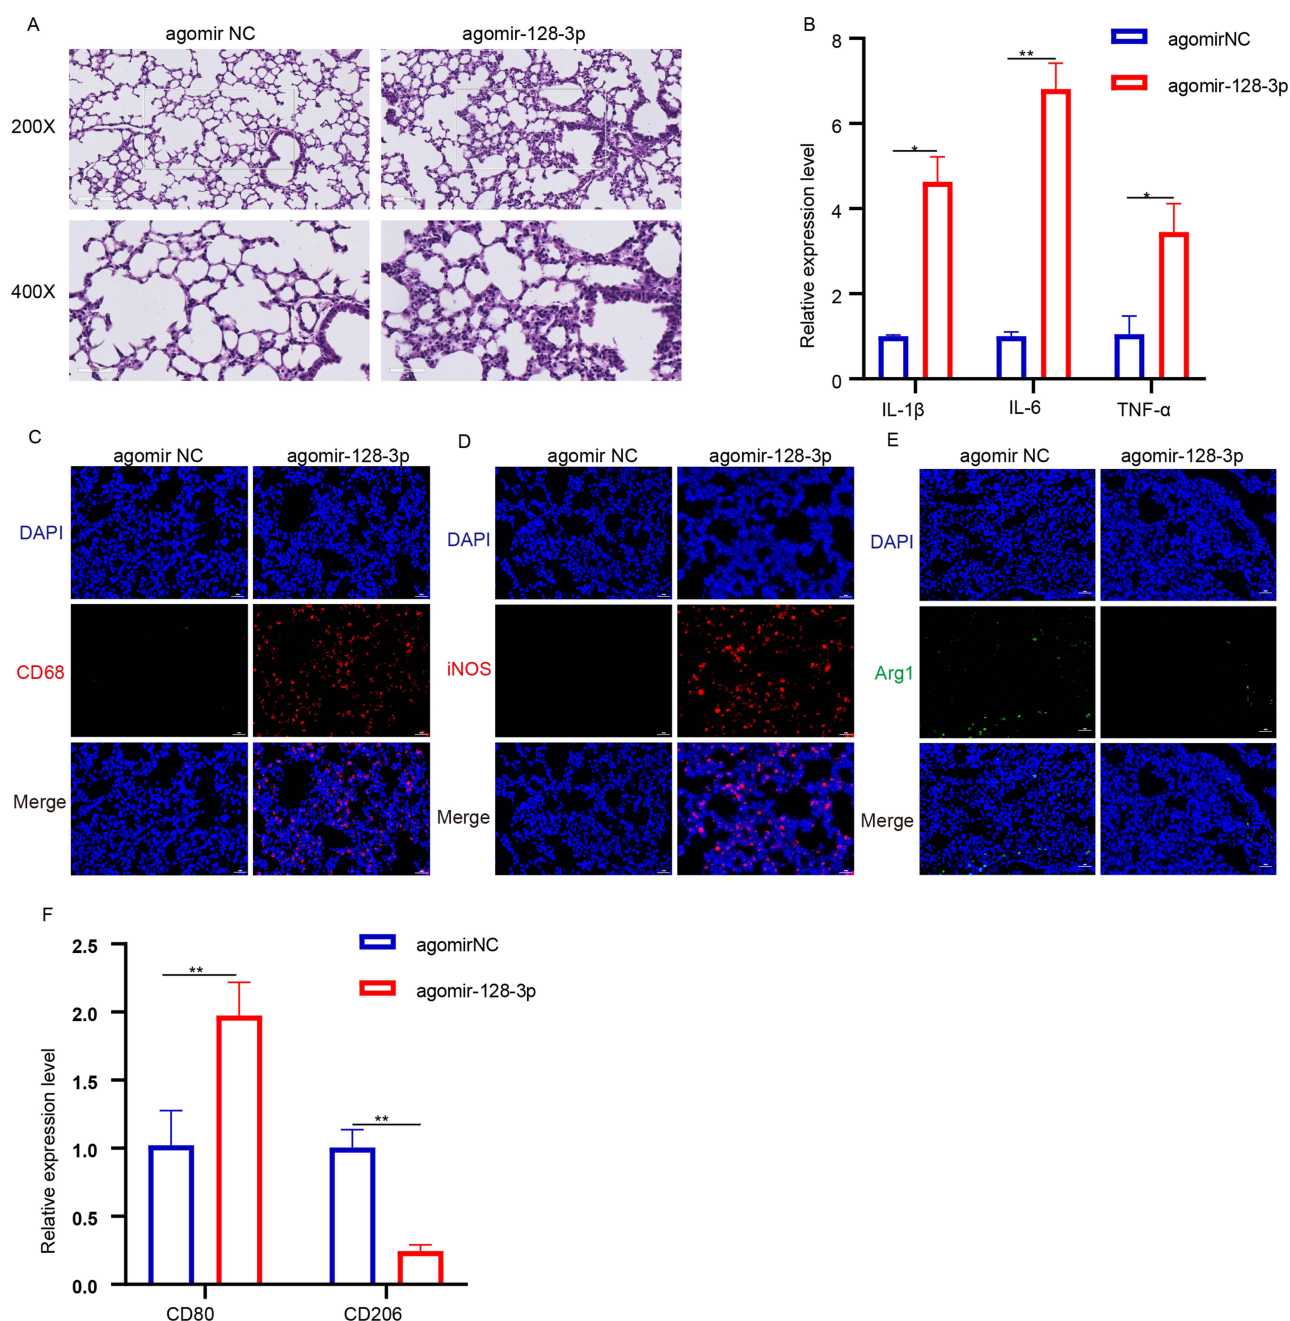 A
agomir NC
agomir-128-3p
200X
400X
B
agomirNC
agomir-128-3p
Relative expression level
8
6
4
2
0
**
*
*
IL-1β
IL-6
TNF-α
C
agomir NC
agomir-128-3p
DAPI
CD68
Merge
D
agomir NC
agomir-128-3p
DAPI
iNOS
Merge
E
agomir NC
agomir-128-3p
DAPI
Arg1
Merge
F
agomirNC
agomir-128-3p
Relative expression level
2.5
2.0
1.5
1.0
0.5
0.0
**
**
CD80
CD206